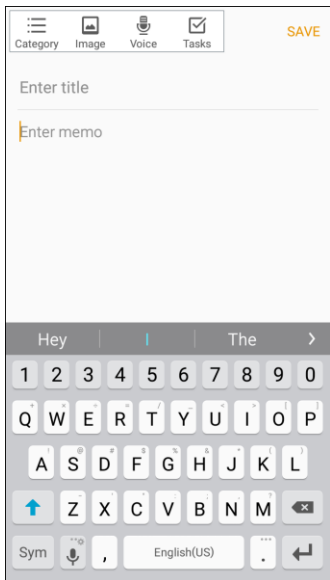 Category Image Voice Tasks SAVE
Enter title
Enter memo
Hey I The
1 2 3 4 5 6 7 8 9 0
Q W E R T Y U I O P
A S D F G H J K L
Z X C V B N M
Sym , English(US) .